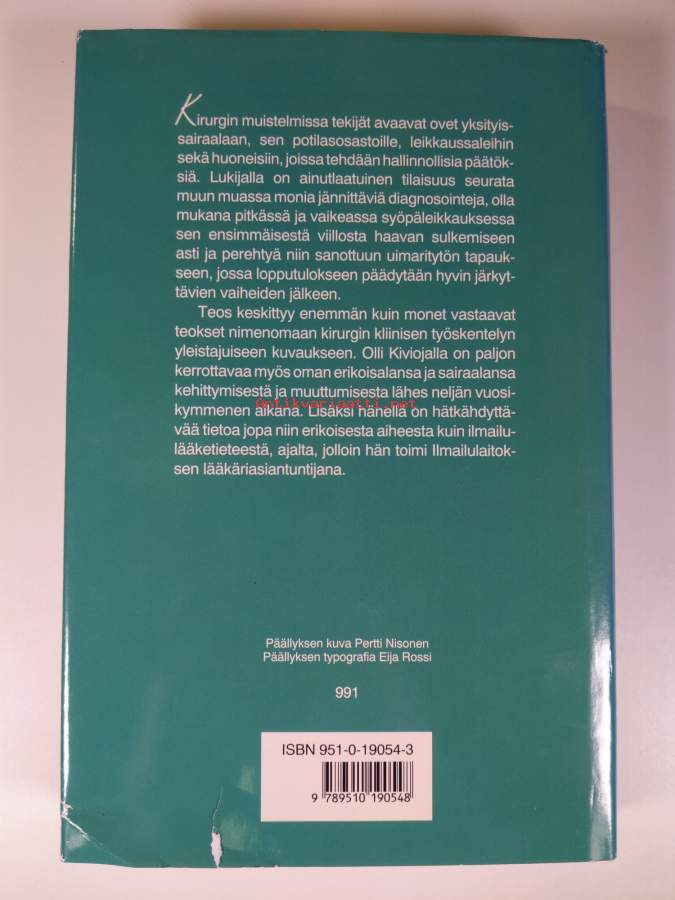 Kirurgin muistelmissa tekijät avaavat ovet yksityis-
sairaalaan, sen potilasosastoille, leikkaussaleihin
sekä huoneisiin, joissa tehdään hallinnollisia päätök-
siä. Lukijalla on ainutlaatuinen tilaisuus seurata
muun muassa monia jännittäviä diagnosointeja, olla
mukana pitkässä ja vaikeassa syöpäleikkauksessa
sen ensimmäisestä viillosta haavan sulkemiseen
asti ja perehtyä niin sanottuun uimaritytön tapauk-
seen, jossa lopputulokseen päädytään hyvin järkyt-
tävien vaiheiden jälkeen.
Teos keskittyy enemmän kuin monet vastaavat
teokset nimenomaan kirurgin kliinisen työskentelyn
yleistajuiseen kuvaukseen. Olli Kiviojalla on paljon
kerrottavaa myös oman erikoisalansa ja sairaalansa
kehittymisestä ja muuttumisesta lähes neljän vuosi-
Antikvariaatti.net
kymmenen aikana. Lisäksi hänellä on hätkähdyttä-
vää tietoa jopa niin erikoisesta aiheesta kuin ilmailu-
lääketieteestä, ajalta, jolloin hän toimi Ilmailulaitok-
sen lääkäriasiantuntijana.
Päällyksen kuva Pertti Nisonen
Päällyksen typografia Eija Rossi
991
ISBN 951-0-19054-3
9 789510 190548